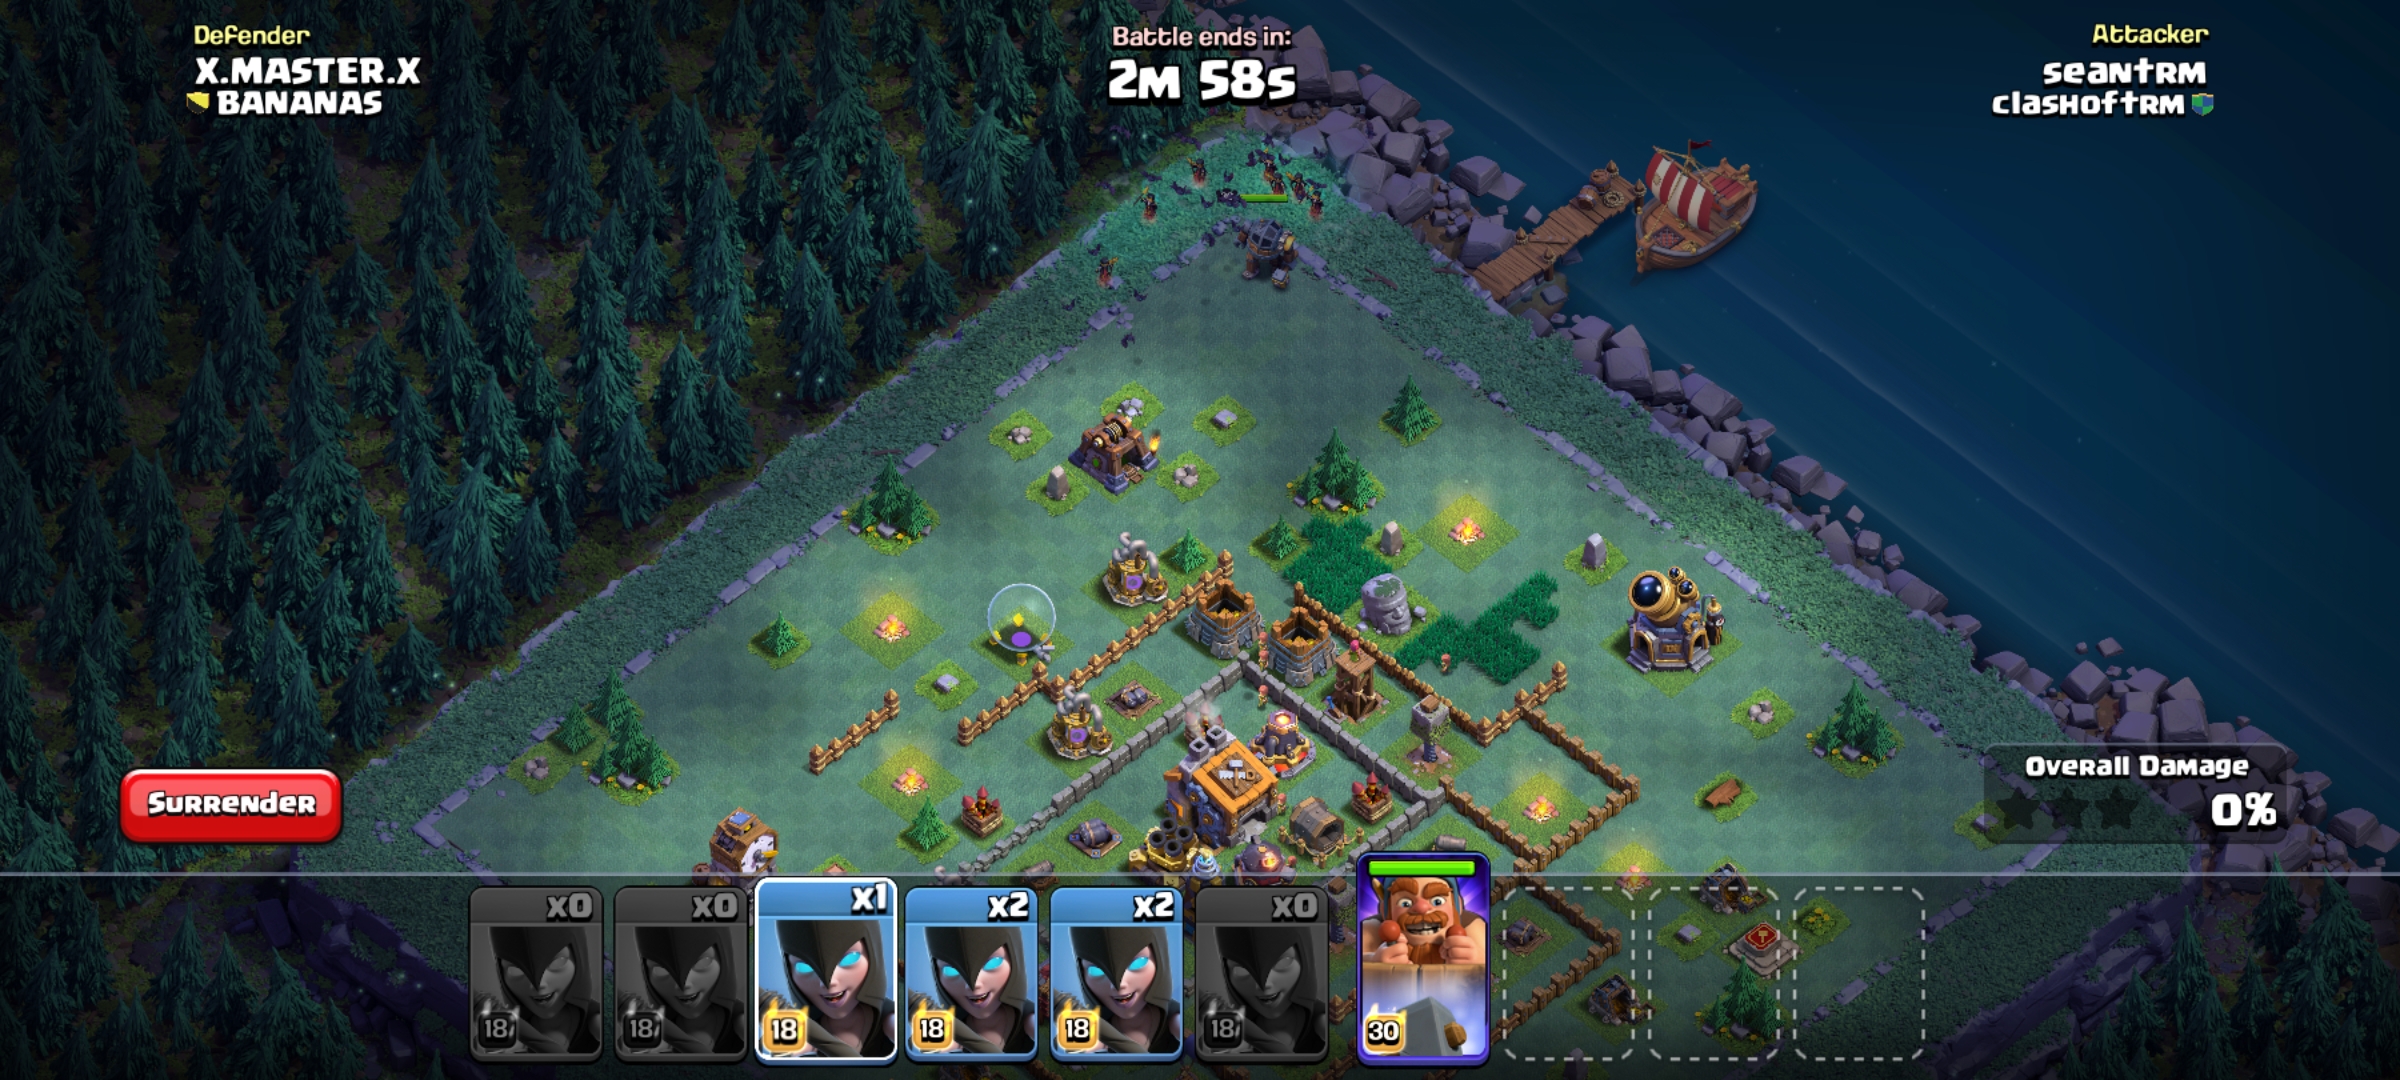 Defender
X.MASTER.X
BANANAS
Battle ends in:
2M 58S
Attacker
seantRM
clashoftRM
Surrender
Overall Damage
0%
x0
x0
x1
x2
x2
x0
18
18
18
18
18
18
30